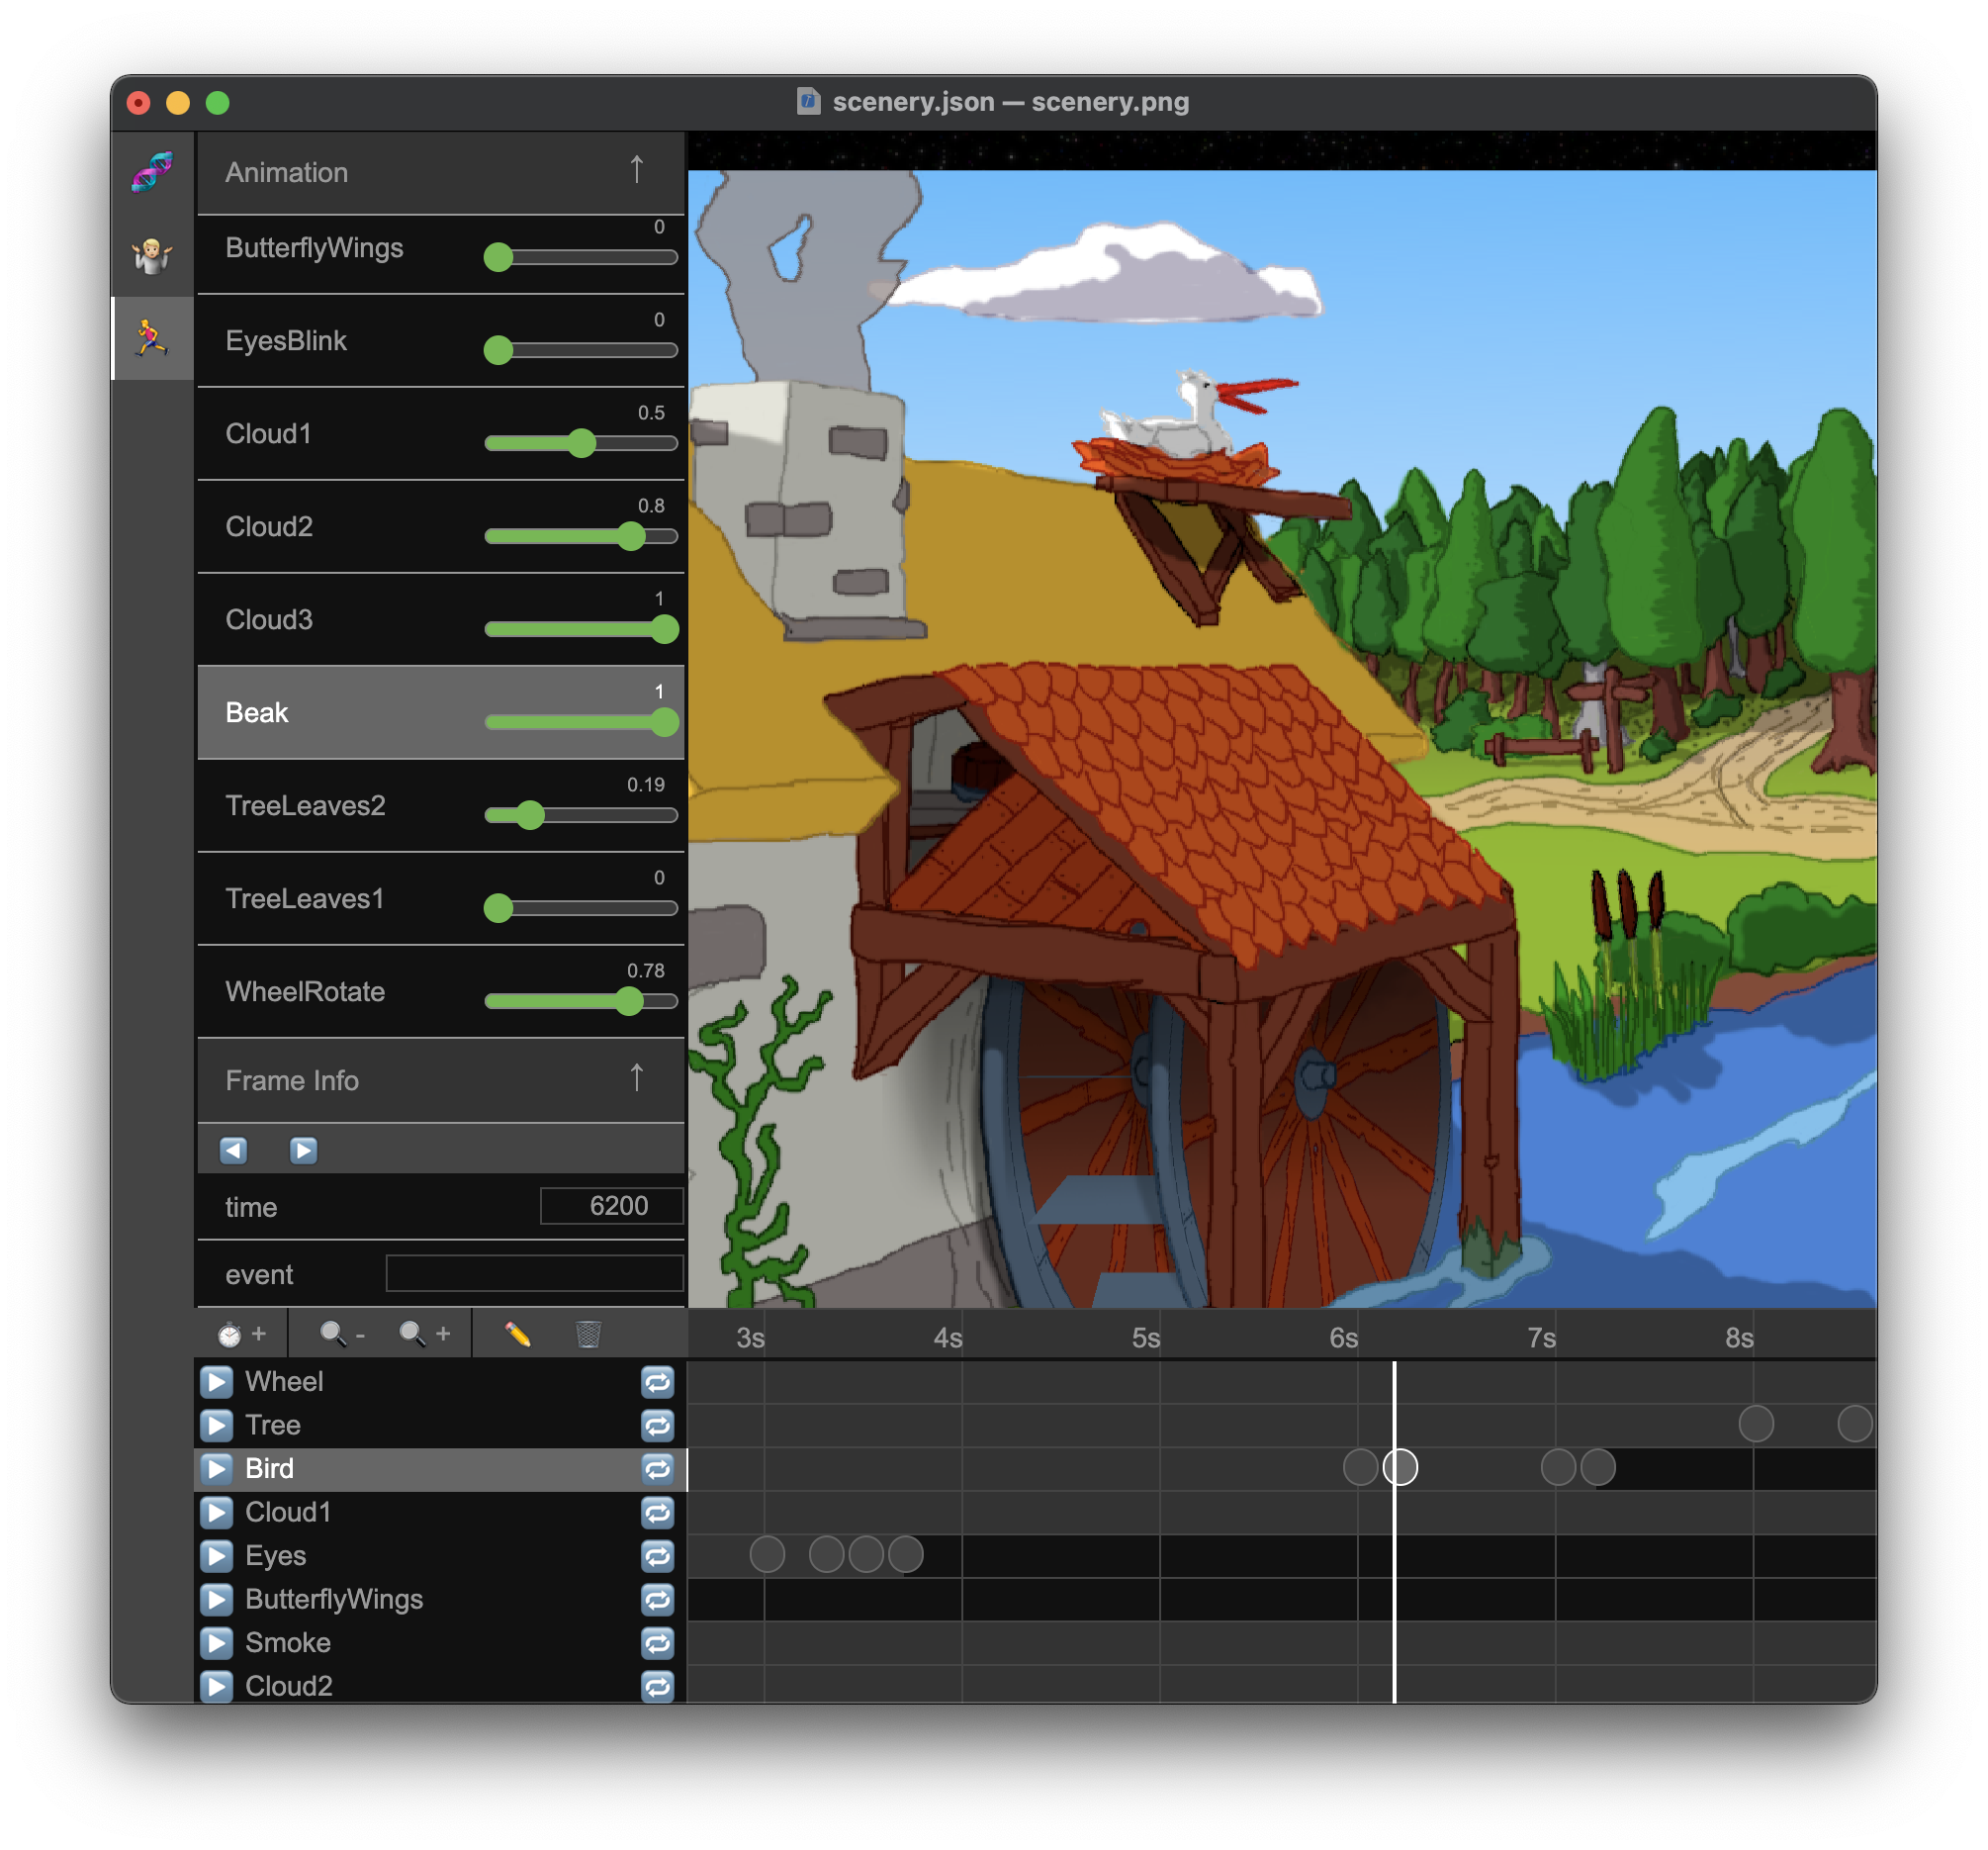 scenery.json — scenery.png
Animation ↑
ButterflyWings 0
EyesBlink 0
Cloud1 0.5
Cloud2 0.8
Cloud3 1
Beak 1
TreeLeaves2 0.19
TreeLeaves1 0
WheelRotate 0.78
Frame Info ↑
time 6200
event
+ - + 3s 4s 5s 6s 7s 8s
Wheel
Tree
Bird
Cloud1
Eyes
ButterflyWings
Smoke
Cloud2